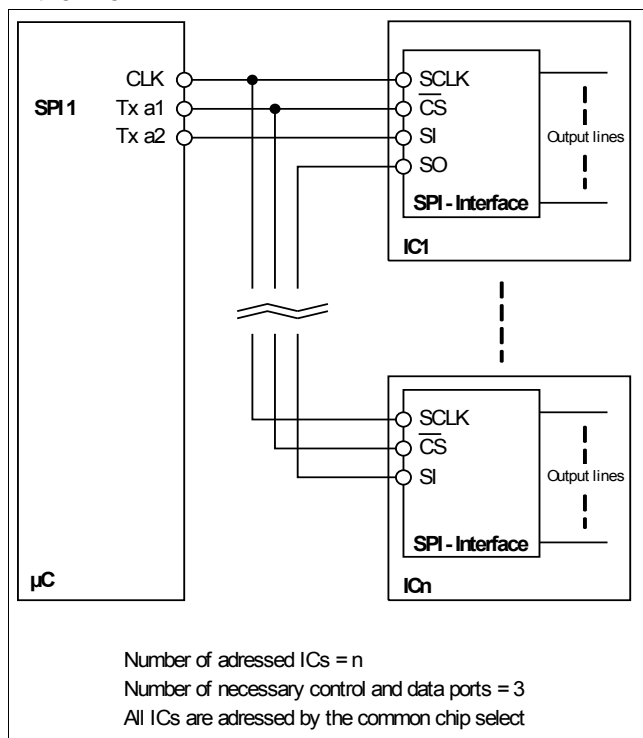 SPI 1
CLK
Tx a1
Tx a2
µC
SCLK
CS
SI
SO
SPI - Interface
Output lines
IC1
SCLK
CS
SI
SPI - Interface
Output lines
ICn
Number of adressed ICs = n
Number of necessary control and data ports = 3
All ICs are adressed by the common chip select